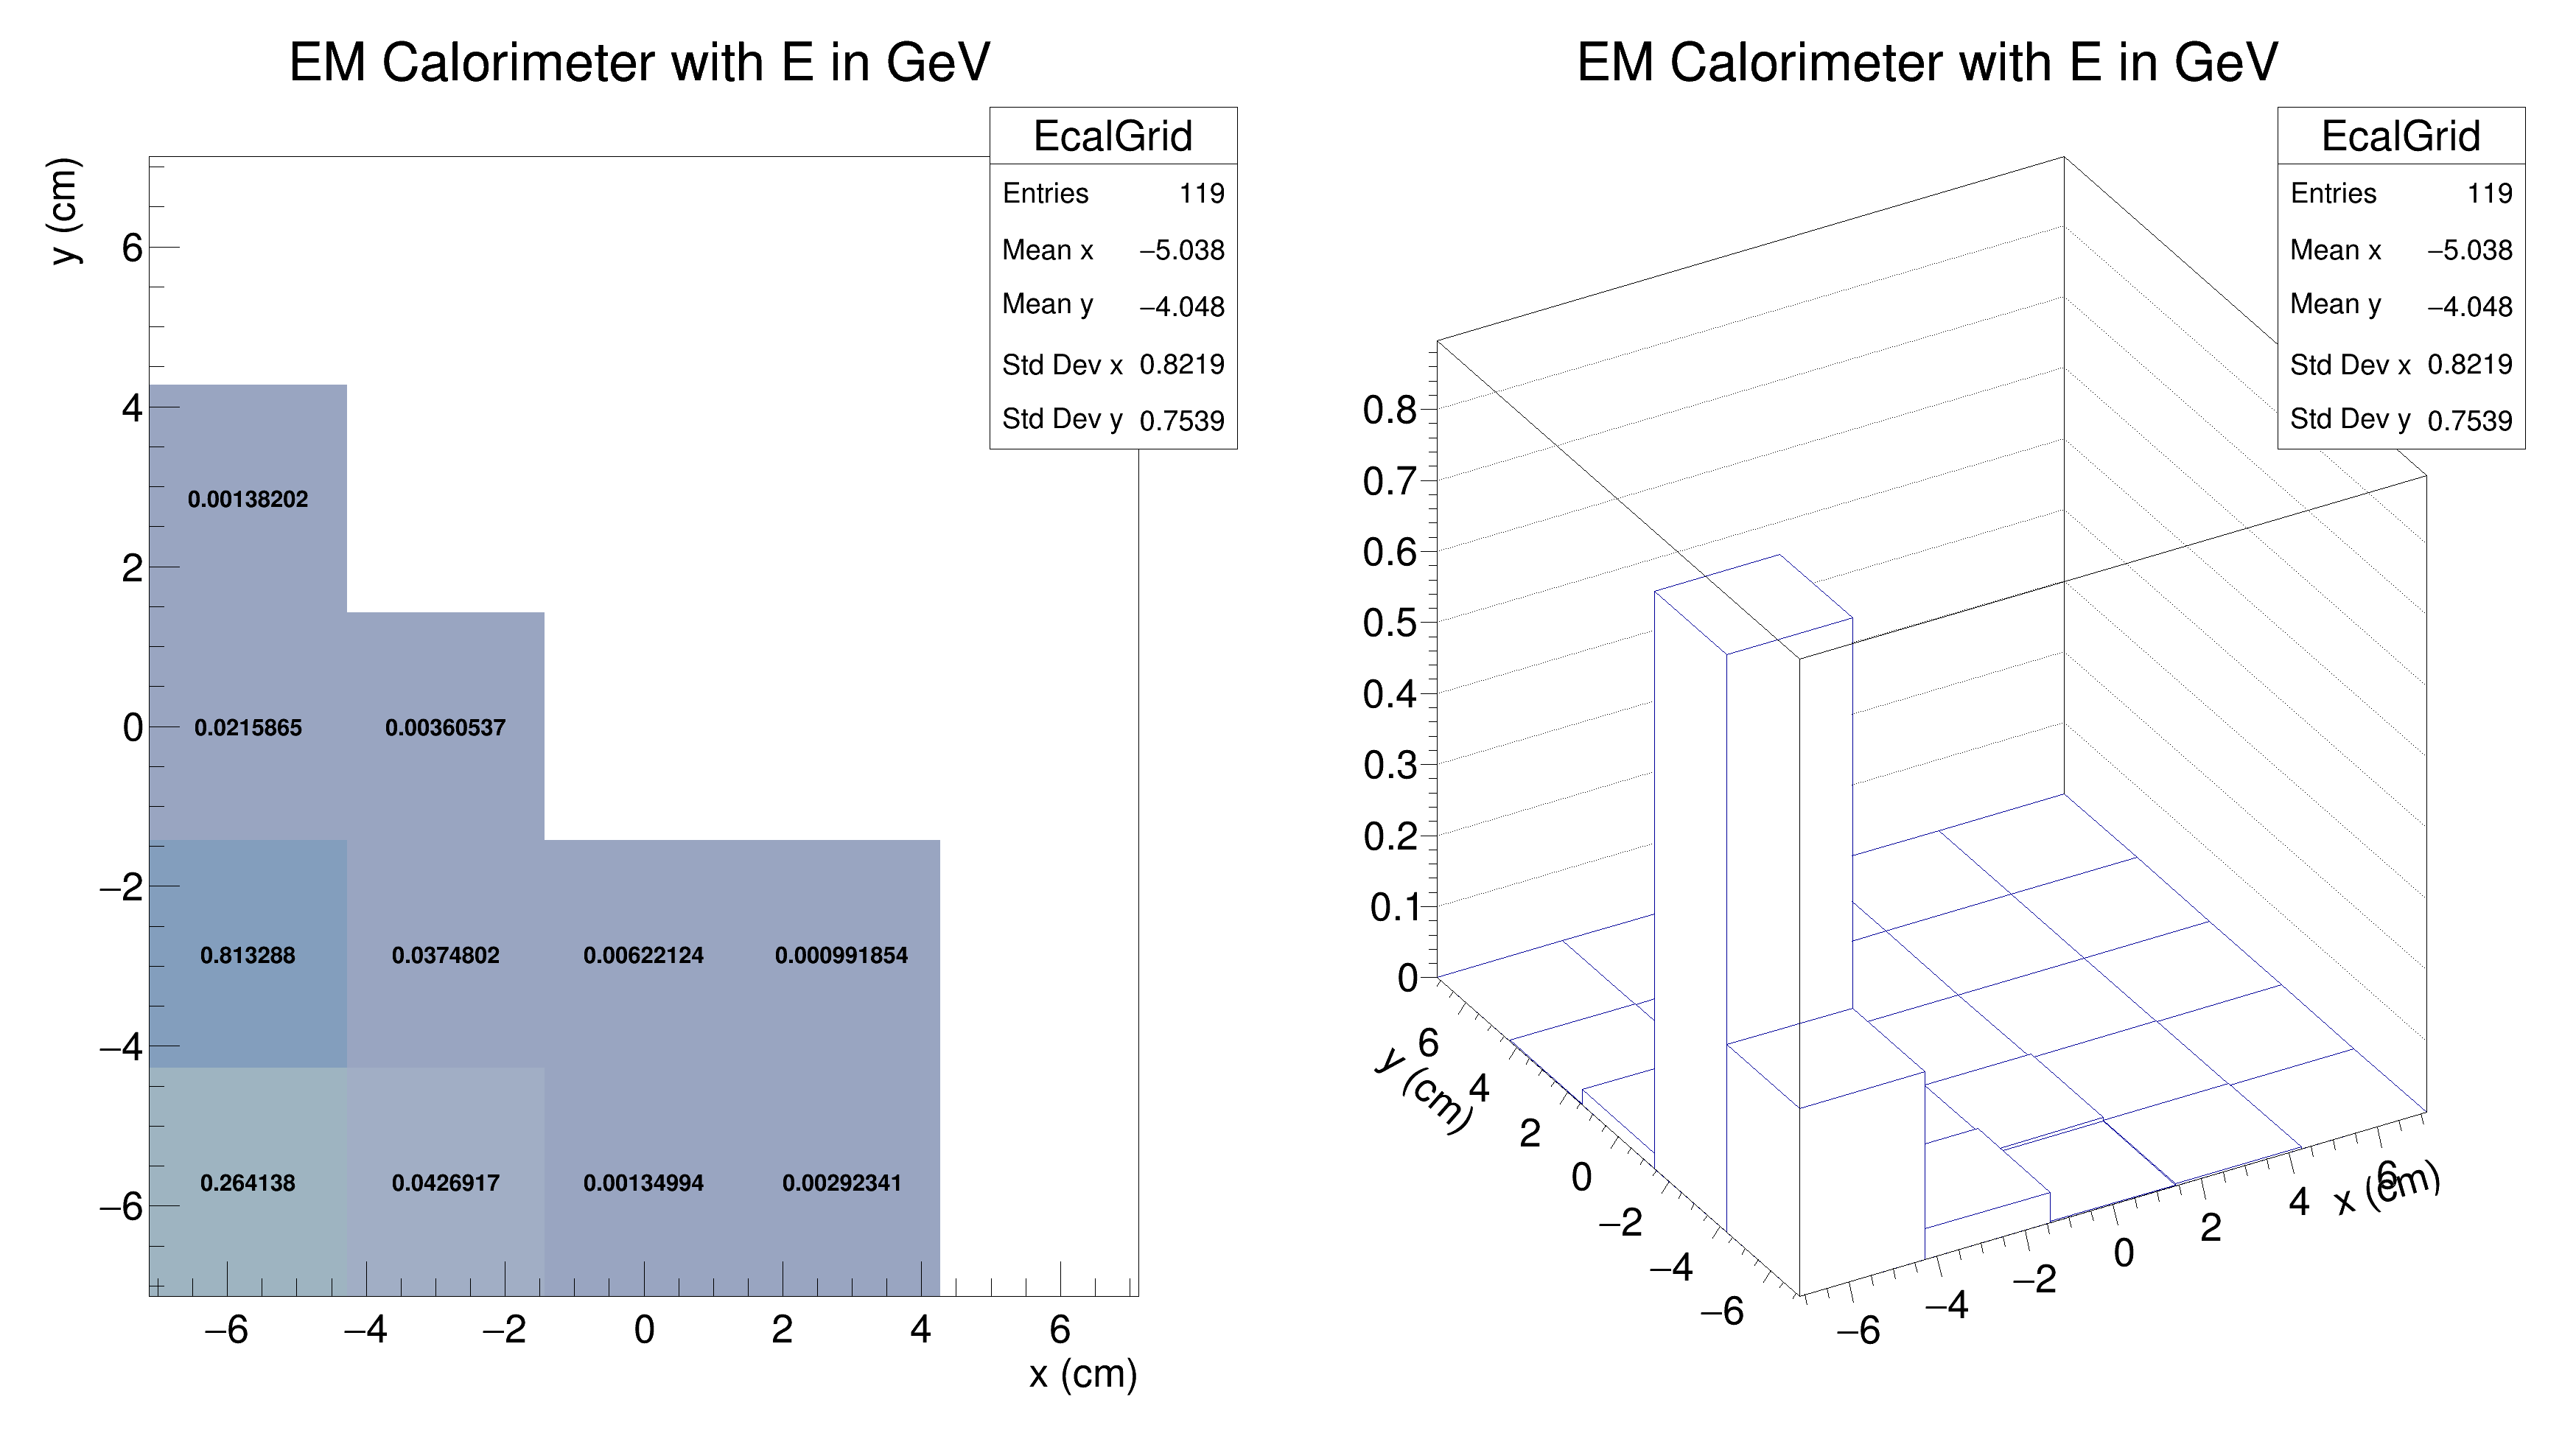 EM Calorimeter with E in GeV
EcalGrid
Entries 119
Mean x −5.038
Mean y −4.048
Std Dev x 0.8219
Std Dev y 0.7539
y (cm)
6
4
2
0
−2
−4
−6
0.00138202
0.0215865 0.00360537
0.813288 0.0374802 0.00622124 0.000991854
0.264138 0.0426917 0.00134994 0.00292341
−6 −4 −2 0 2 4 6
x (cm)
EM Calorimeter with E in GeV
EcalGrid
Entries 119
Mean x −5.038
Mean y −4.048
Std Dev x 0.8219
Std Dev y 0.7539
0.8
0.7
0.6
0.5
0.4
0.3
0.2
0.1
0
y (cm)
6
4
2
0
−2
−4
−6
−6
−4
−2
0
2
4
6
x (cm)